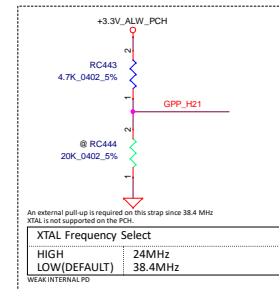 +3.3V_ALW_PCH
2
RC443
4.7K_0402_5%
1
GPP_H21
2
@ RC444
20K_0402_5%
1
An external pull-up is required on this strap since 38.4 MHz
XTAL is not supported on the PCH.
XTAL Frequency Select
HIGH 24MHz
LOW(DEFAULT) 38.4MHz
WEAK INTERNAL PD